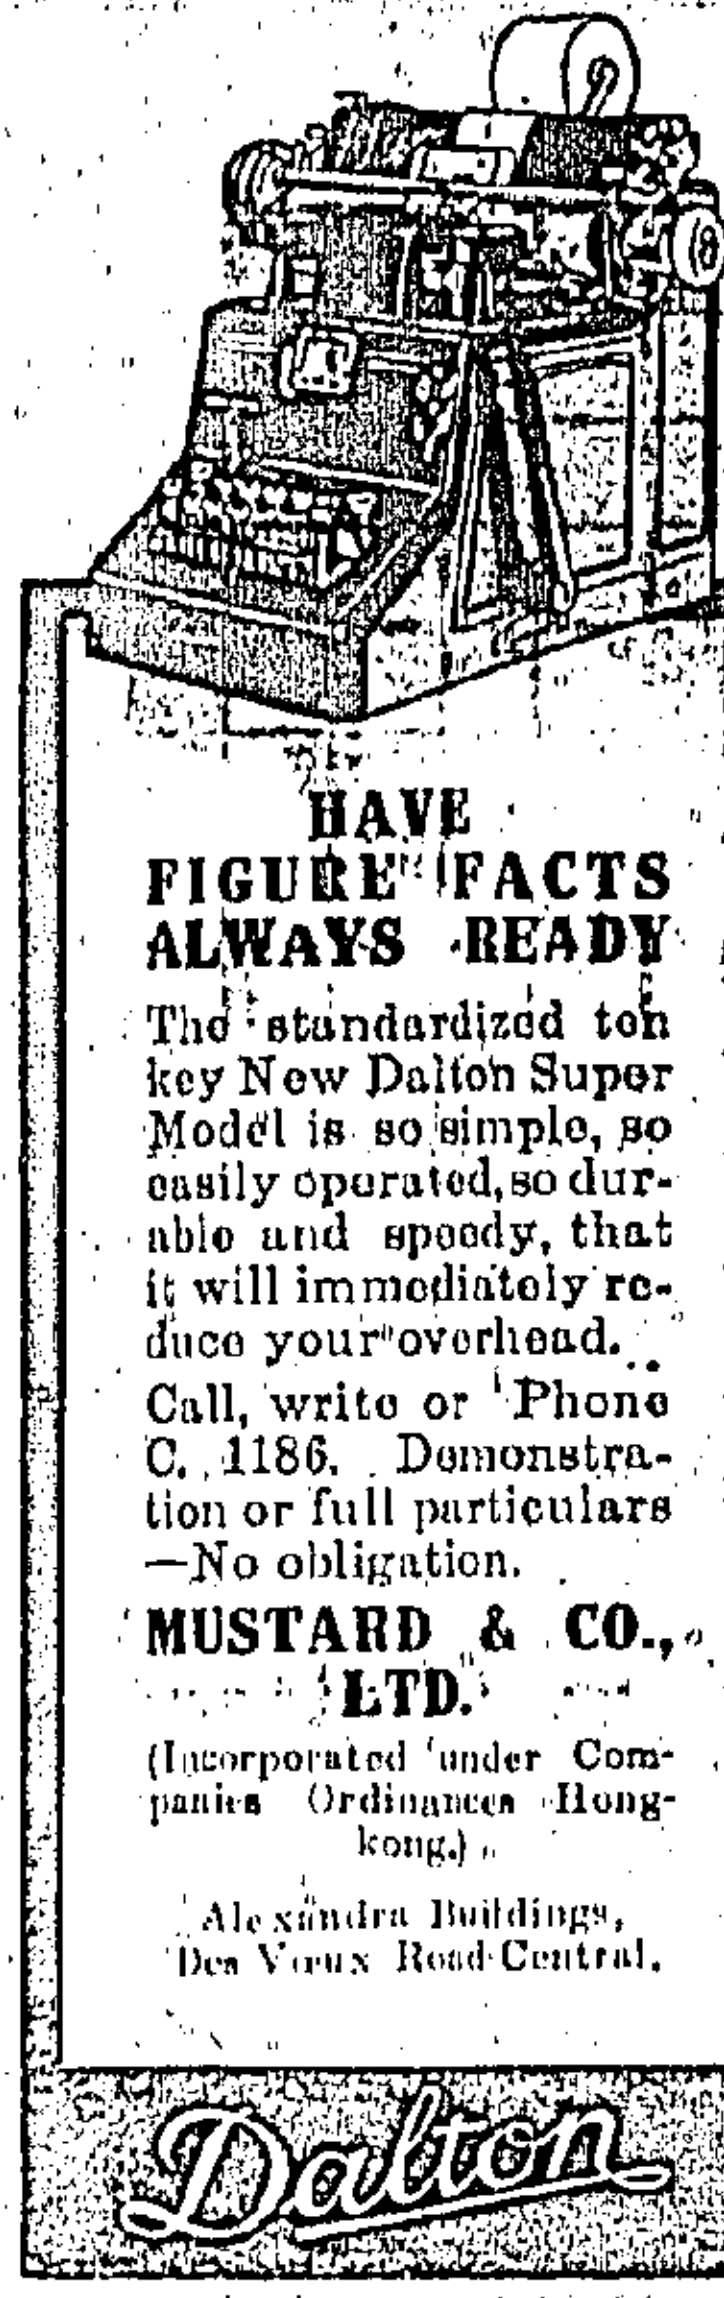 HAVE
FIGURE FACTS
ALWAYS READY
The standardized ten
key New Dalton Super
Model is so simple, so
easily operated, so dur-
able and speedy, that
it will immediately re-
duce your overhead.
Call, write or 'Phone
C. 1186. Demonstra-
tion or full particulars
—No obligation.
MUSTARD & CO.,
LTD.
(Incorporated under Com-
panies Ordinances Hong-
kong.)
Alexandra Buildings,
Des Vœux Road Central.
Dalton